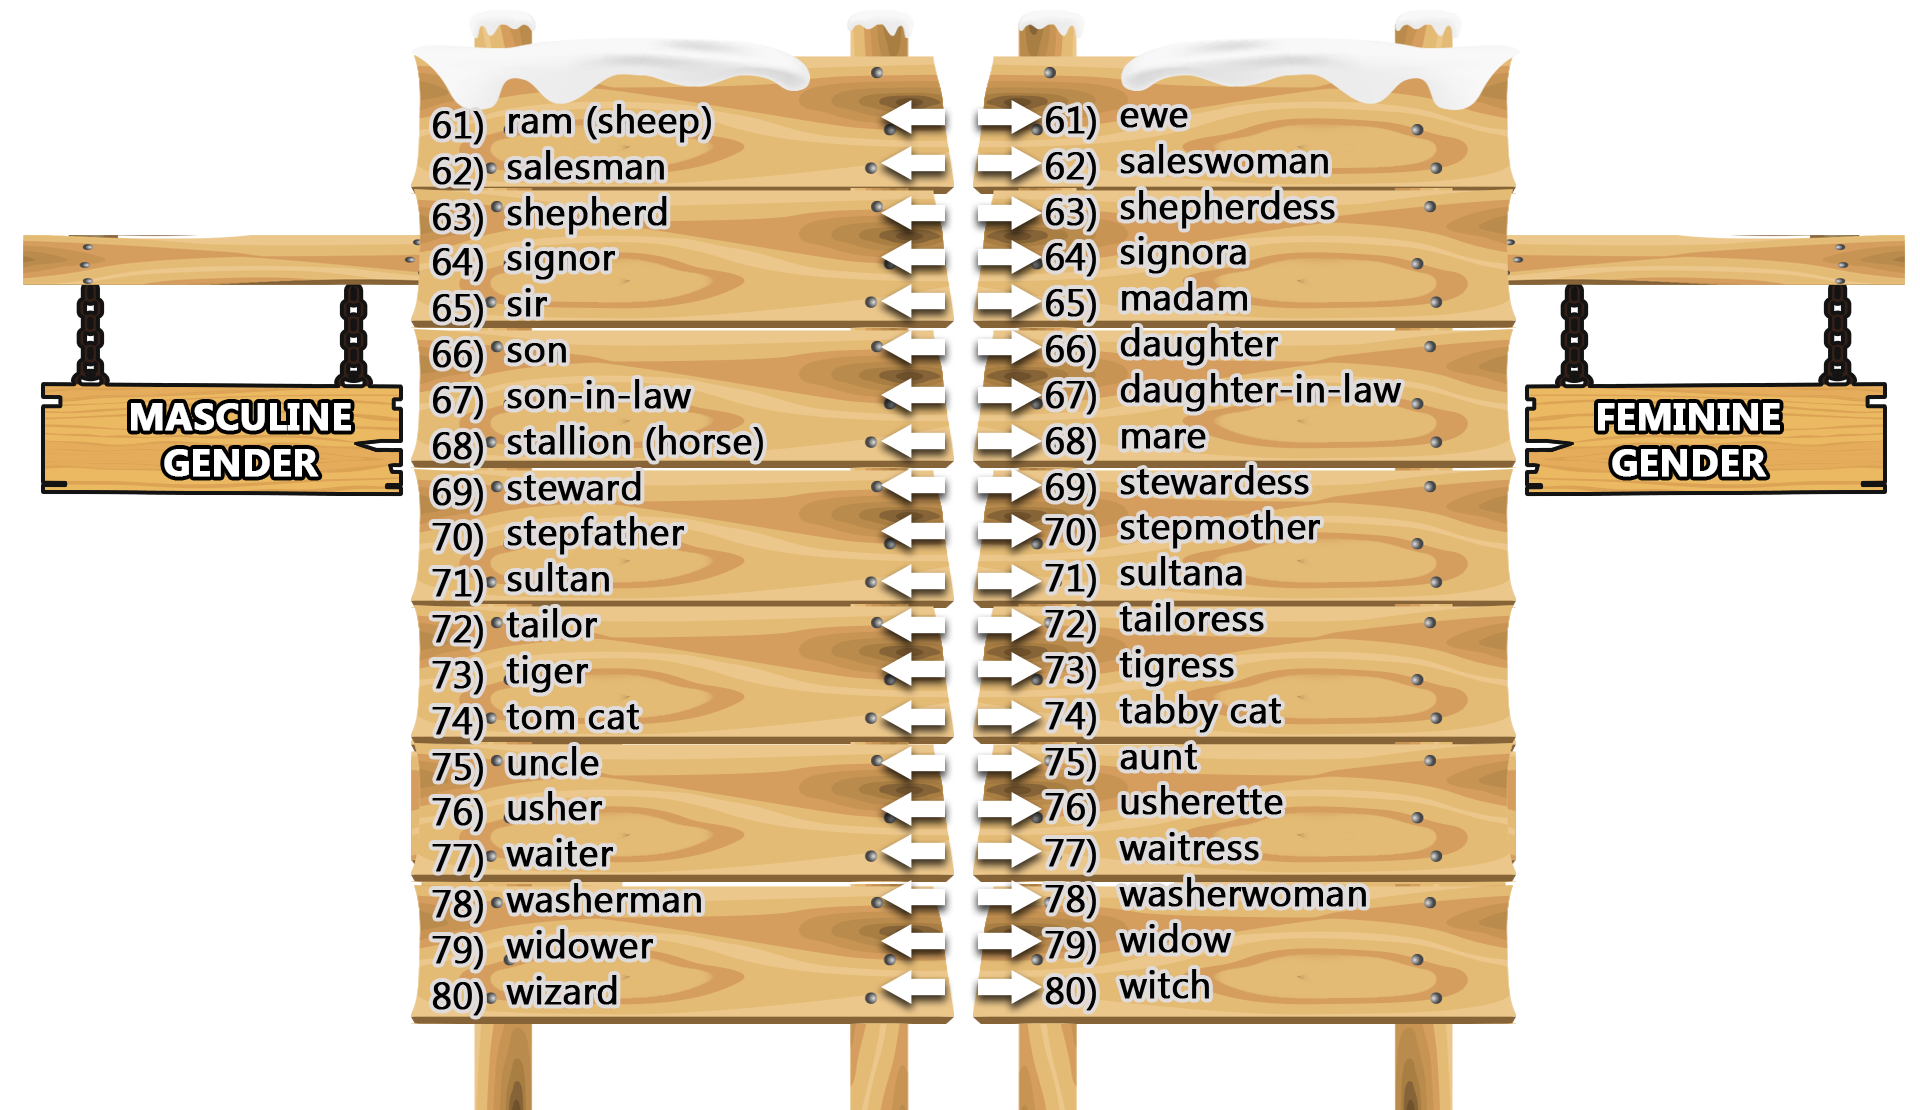 MASCULINE
GENDER
61) ram (sheep)
62) salesman
63) shepherd
64) signor
65) sir
66) son
67) son-in-law
68) stallion (horse)
69) steward
70) stepfather
71) sultan
72) tailor
73) tiger
74) tom cat
75) uncle
76) usher
77) waiter
78) washerman
79) widower
80) wizard
61) ewe
62) saleswoman
63) shepherdess
64) signora
65) madam
66) daughter
67) daughter-in-law
68) mare
69) stewardess
70) stepmother
71) sultana
72) tailoress
73) tigress
74) tabby cat
75) aunt
76) usherette
77) waitress
78) washerwoman
79) widow
80) witch
FEMININE
GENDER